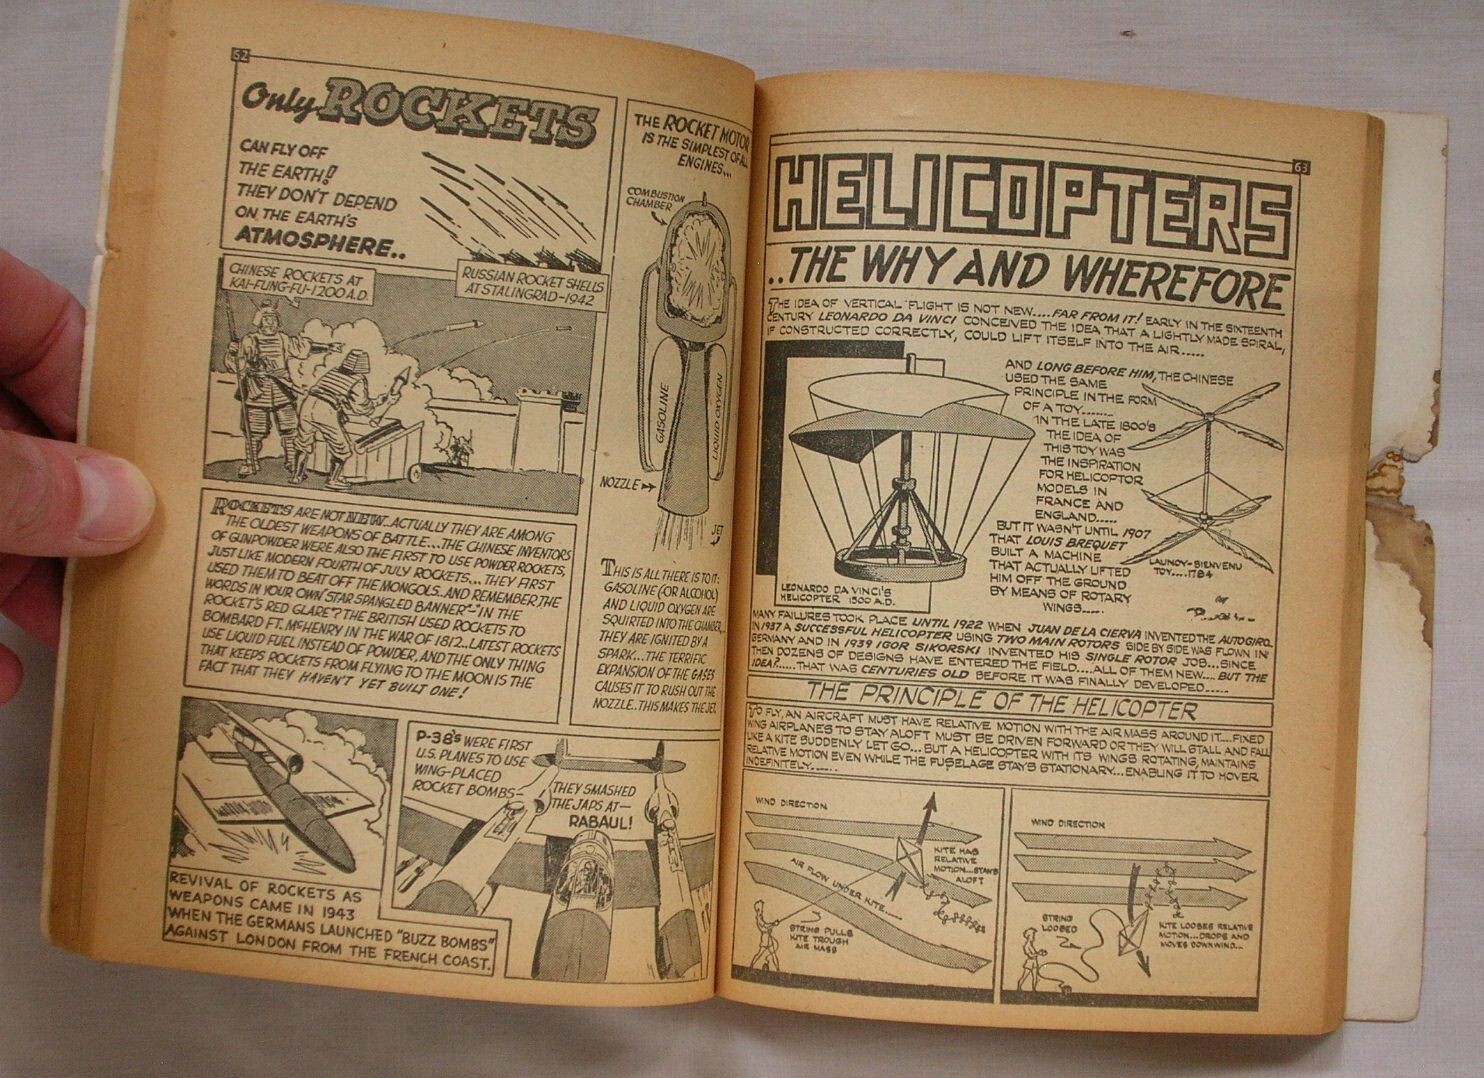 62
Only ROCKETS
CAN FLY OFF
THE EARTH!
THEY DON'T DEPEND
ON THE EARTH'S
ATMOSPHERE..
CHINESE ROCKETS AT
KAI-FUNG-FU-1200 A.D.
RUSSIAN ROCKET SHELLS
AT STALINGRAD-1942
ROCKETS ARE NOT NEW..ACTUALLY THEY ARE AMONG
THE OLDEST WEAPONS OF BATTLE...THE CHINESE INVENTORS
OF GUNPOWDER WERE ALSO THE FIRST TO USE POWDER ROCKETS,
JUST LIKE MODERN FOURTH OF JULY ROCKETS...THEY FIRST
USED THEM TO BEAT OFF THE MONGOLS..AND REMEMBER THE
WORDS IN YOUR OWN "STAR SPANGLED BANNER"-"IN THE
ROCKET'S RED GLARE"? THE BRITISH USED ROCKETS TO
BOMBARD FT. McHENRY IN THE WAR OF 1812...LATEST ROCKETS
USE LIQUID FUEL INSTEAD OF POWDER, AND THE ONLY THING
THAT KEEPS ROCKETS FROM FLYING TO THE MOON IS THE
FACT THAT THEY HAVEN'T YET BUILT ONE!
THE ROCKET MOTOR
IS THE SIMPLEST OF ALL
ENGINES...
COMBUSTION
CHAMBER
GASOLINE
LIQUID OXYGEN
NOZZLE
JET
THIS IS ALL THERE IS TO IT:
GASOLINE (OR ALCOHOL)
AND LIQUID OXYGEN ARE
SQUIRTED INTO THE CHAMBER..
THEY ARE IGNITED BY A
SPARK...THE TERRIFIC
EXPANSION OF THE GASES
CAUSES IT TO RUSH OUT THE
NOZZLE..THIS MAKES THE JET.
REVIVAL OF ROCKETS AS
WEAPONS CAME IN 1943
WHEN THE GERMANS LAUNCHED "BUZZ BOMBS"
AGAINST LONDON FROM THE FRENCH COAST.
P-38's WERE FIRST
U.S. PLANES TO USE
WING-PLACED
ROCKET BOMBS-
THEY SMASHED
THE JAPS AT—
RABAUL!
63
HELICOPTERS
..THE WHY AND WHEREFORE
THE IDEA OF VERTICAL FLIGHT IS NOT NEW....FAR FROM IT! EARLY IN THE SIXTEENTH
CENTURY LEONARDO DA VINCI CONCEIVED THE IDEA THAT A LIGHTLY MADE SPIRAL,
IF CONSTRUCTED CORRECTLY, COULD LIFT ITSELF INTO THE AIR.....
AND LONG BEFORE HIM, THE CHINESE
USED THE SAME
PRINCIPLE IN THE FORM
OF A TOY.......
IN THE LATE 1800'S
THE IDEA OF
THIS TOY WAS
THE INSPIRATION
FOR HELICOPTOR
MODELS IN
FRANCE AND
ENGLAND.....
BUT IT WASN'T UNTIL 1907
THAT LOUIS BREQUET
BUILT A MACHINE
THAT ACTUALLY LIFTED
HIM OFF THE GROUND
BY MEANS OF ROTARY
WINGS....
LEONARDO DA VINCI'S
HELICOPTER 1500 A.D.
LAUNOY-BIENVENU
TOY....1784
MANY FAILURES TOOK PLACE UNTIL 1922 WHEN JUAN DE LA CIERVA INVENTED THE AUTOGIRO.
IN 1937 A SUCCESSFUL HELICOPTER USING TWO MAIN ROTORS SIDE BY SIDE WAS FLOWN IN
GERMANY AND IN 1939 IGOR SIKORSKI INVENTED HIS SINGLE ROTOR JOB...SINCE
THEN DOZENS OF DESIGNS HAVE ENTERED THE FIELD....ALL OF THEM NEW.... BUT THE
IDEA?.....THAT WAS CENTURIES OLD BEFORE IT WAS FINALLY DEVELOPED.....
THE PRINCIPLE OF THE HELICOPTER
TO FLY, AN AIRCRAFT MUST HAVE RELATIVE MOTION WITH THE AIR MASS AROUND IT...FIXED
WING AIRPLANES TO STAY ALOFT MUST BE DRIVEN FORWARD OR THEY WILL STALL AND FALL
LIKE A KITE SUDDENLY LET GO...BUT A HELICOPTER WITH ITS WINGS ROTATING, MAINTAINS
RELATIVE MOTION EVEN WHILE THE FUSELAGE STAYS STATIONARY...ENABLING IT TO HOVER
INDEFINITELY......
WIND DIRECTION
KITE HAS
RELATIVE
MOTION...STAYS
ALOFT
AIR FLOW UNDER KITE......
STRING PULLS
KITE TROUGH
AIR MASS
WIND DIRECTION
STRING
LOOSED
KITE LOOSES RELATIVE
MOTION...DROPS AND
MOVES DOWNWIND...